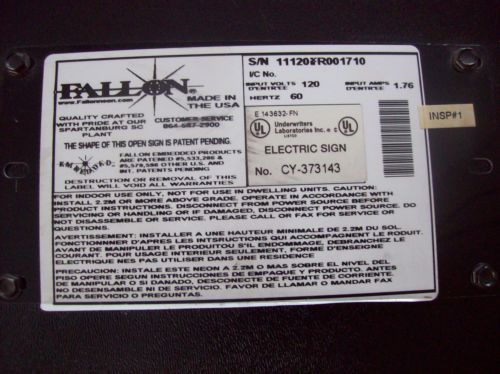 FALLON
www.Fallonneon.com
MADE IN
THE USA
QUALITY CRAFTED
WITH PRIDE AT OUR
SPARTANBURG SC
PLANT
CUSTOMER SERVICE
864-587-2900
THE SHAPE OF THIS OPEN SIGN IS PATENT PENDING.
EMBEDDED
FALLON EMBEDDED PRODUCTS
ARE PATENTED #5,533,286 &
#5,579,596 OTHER U.S. AND
INT. PATENTS PENDING
DESTRUCTION OR REMOVAL OF THIS
LABEL WILL VOID ALL WARRANTIES
S/N 11120YR001710
I/C No.
INPUT VOLTS D'ENTRÉE 120
INPUT AMPS D'ENTRÉE 1.76
HERTZ 60
E 143632-FN
UL Underwriters
Laboratories Inc. ® c UL
LISTED
ELECTRIC SIGN
No. CY-373143
INSP#1
FOR INDOOR USE ONLY. NOT FOR USE IN DWELLING UNITS. CAUTION:
INSTALL 2.2M OR MORE ABOVE GRADE. OPERATE IN ACCORDANCE WITH
PRODUCT INSTRUCTIONS. DISCONNECT FROM POWER SOURCE BEFORE
SERVICING OR HANDLING OR IF DAMAGED, DISCONNECT POWER SOURCE. DO
NOT DISASSEMBLE OR SERVICE. PLEASE CALL OR FAX FOR SERVICE OR
QUESTIONS.
AVERTISSEMENT: INSTALLER A UNE HAUTEUR MINIMALE DE 2.2M DU SOL.
FONCTIONNEMENT D'APRES LES INTSRUCTIONS QUI ACCOMPAGNENT LE PRODUIT.
AVANT DE MANIPULER LE PRODUIT OU S'IL ENDOMMAGE, DEBRANCHEZ LE
COURANT. POUR USAGE INTERIEUR SEULEMENT. FORME D'ENSEIGNE
ELECTRIQUE NES PAS UTILISER DANS UN RESIDENCE.
PRECAUCION: INSTALE ESTE NEON A 2.2M O MAS SOBRE EL NIVEL DEL
PISO OPERE SEGUN INSTRUCCIONES DE EMPAQUE Y PRODUCTO. ANTES
DE MANIPULAR O SI DANADO, DESCONECTE DE FUENTE DE CORRIENTE
NO DESENSAMBLE NI DE SERVICIO. FAVOR DE LLAMAR O MANDAR FAX
PARA SERVICIO O PREGUNTAS.